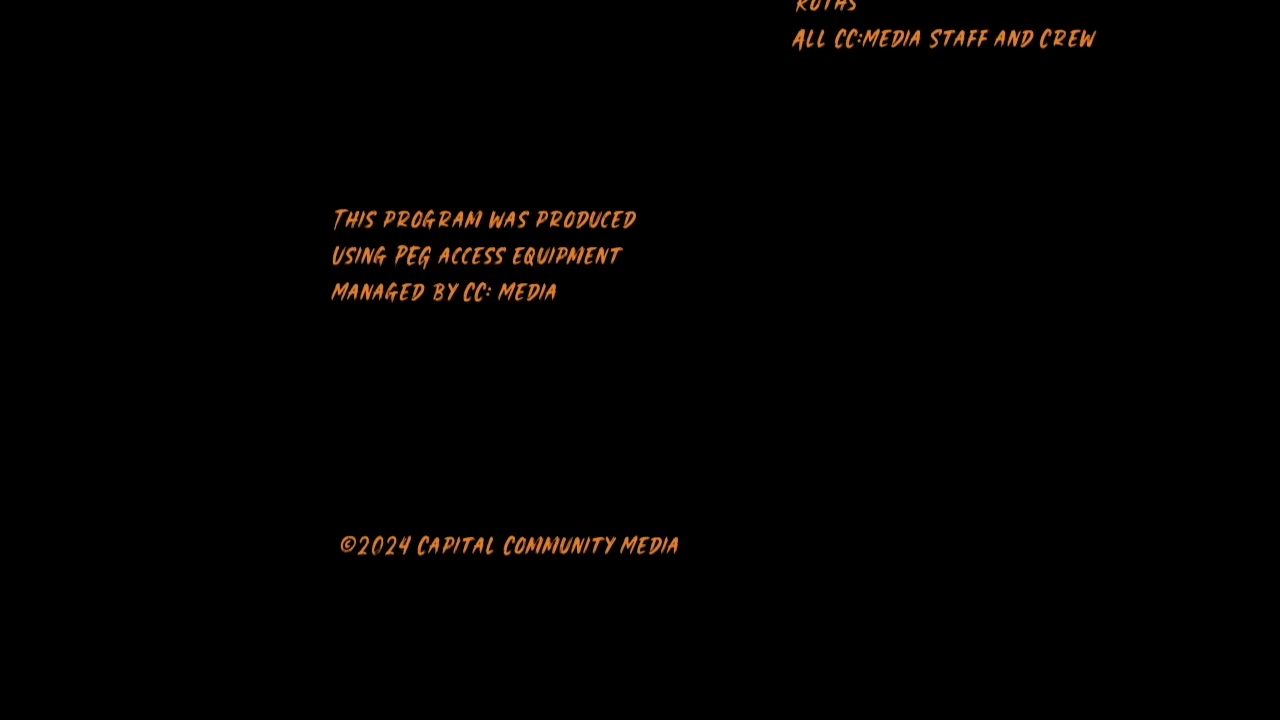 All CC:Media Staff and Crew
This program was produced
using PEG access equipment
managed by CC: Media
©2024 Capital Community Media